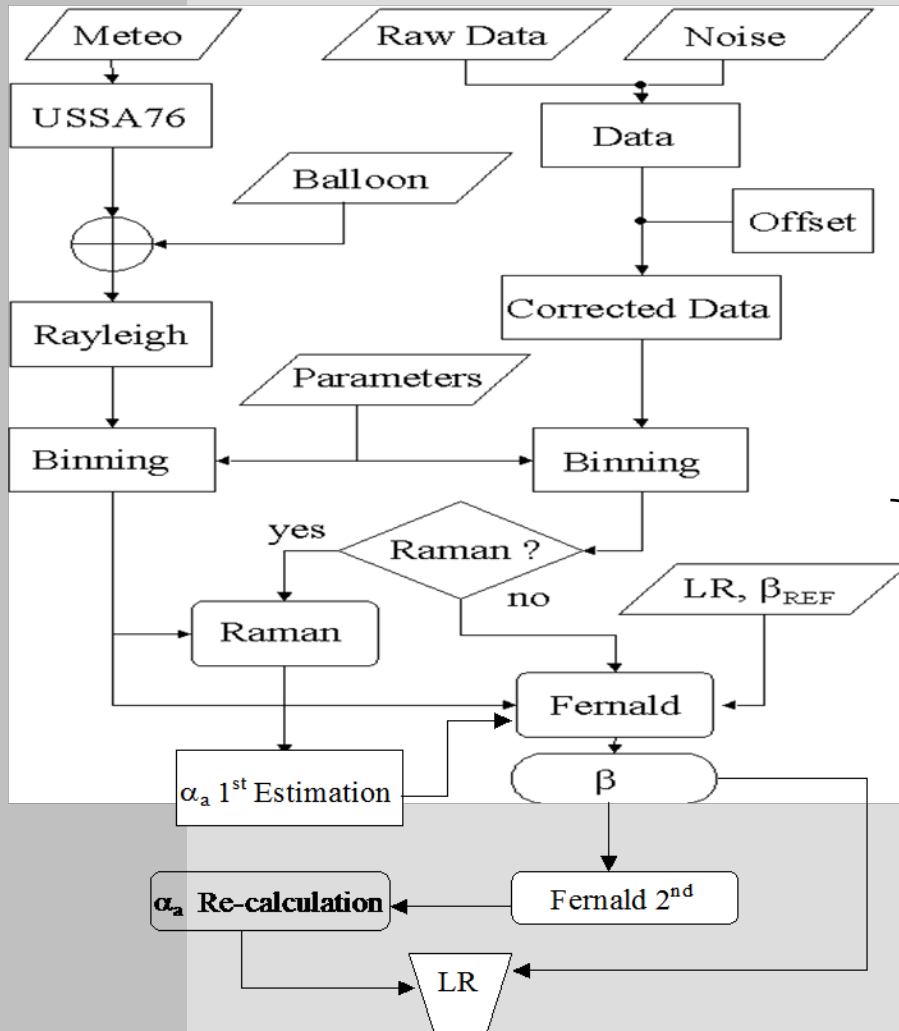 Meteo
Raw Data
Noise
USSA76
Data
Balloon
Offset
Corrected Data
Rayleigh
Parameters
Binning
Binning
yes
Raman ?
no
LR, βREF
Raman
Fernald
αa 1st Estimation
β
αa Re-calculation
Fernald 2nd
LR